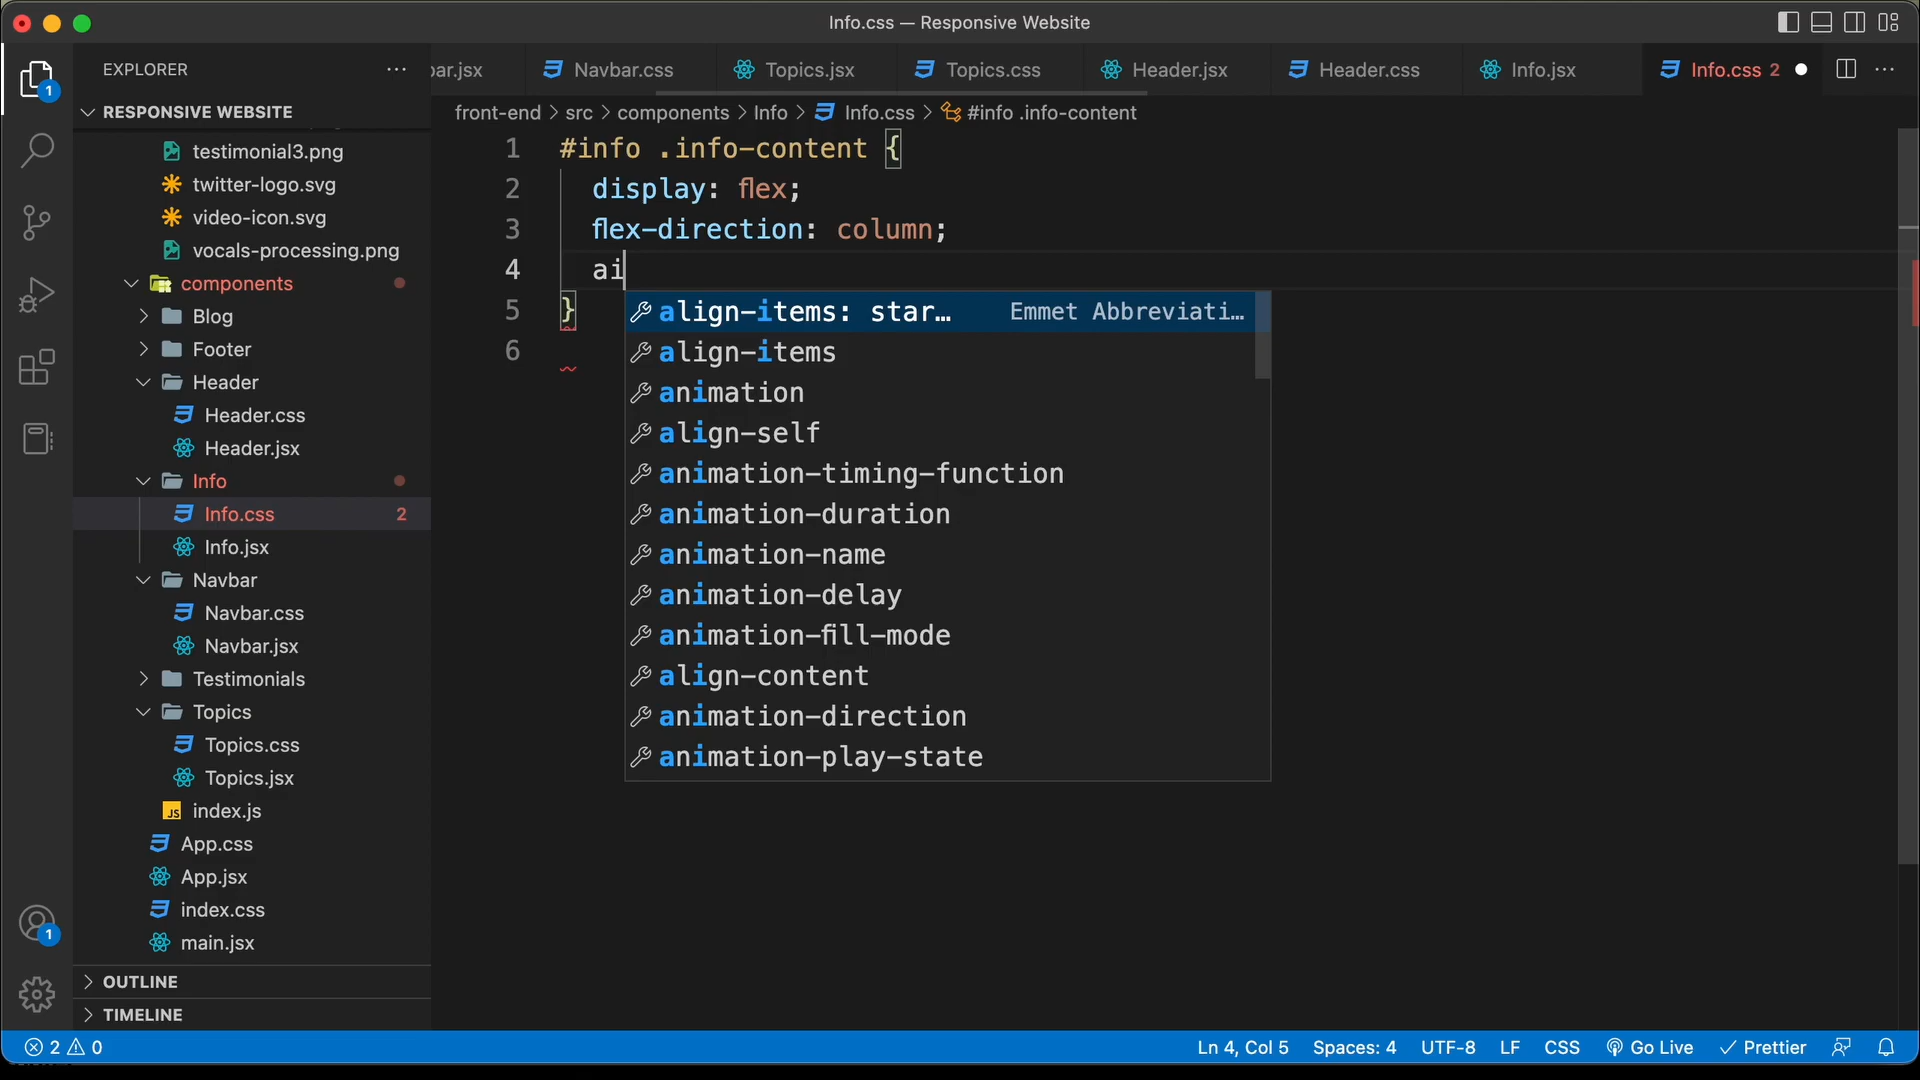 Info.css — Responsive Website
EXPLORER
RESPONSIVE WEBSITE
testimonial3.png
twitter-logo.svg
video-icon.svg
vocals-processing.png
components
Blog
Footer
Header
Header.css
Header.jsx
Info
Info.css 2
Info.jsx
Navbar
Navbar.css
Navbar.jsx
Testimonials
Topics
Topics.css
Topics.jsx
index.js
App.css
App.jsx
index.css
main.jsx
OUTLINE
TIMELINE
1
1
bar.jsx Navbar.css Topics.jsx Topics.css Header.jsx Header.css Info.jsx Info.css 2
front-end > src > components > Info > Info.css > #info .info-content
1 #info .info-content {
2 display: flex;
3 flex-direction: column;
4 ai
5 }
6
align-items: star… Emmet Abbreviati…
align-items
animation
align-self
animation-timing-function
animation-duration
animation-name
animation-delay
animation-fill-mode
align-content
animation-direction
animation-play-state
2 0 Ln 4, Col 5 Spaces: 4 UTF-8 LF CSS Go Live Prettier